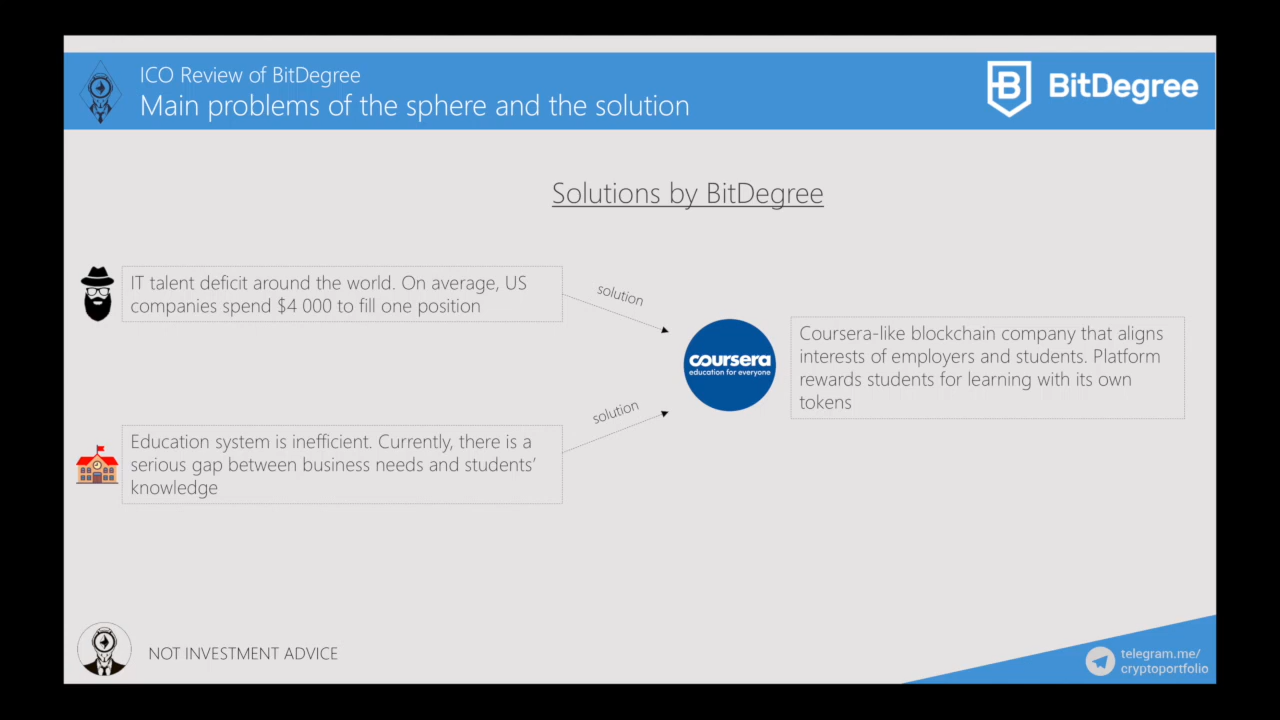 ICO Review of BitDegree
Main problems of the sphere and the solution
B BitDegree
Solutions by BitDegree
IT talent deficit around the world. On average, US
companies spend $4 000 to fill one position
solution
coursera
education for everyone
Coursera-like blockchain company that aligns
interests of employers and students. Platform
rewards students for learning with its own
tokens
solution
Education system is inefficient. Currently, there is a
serious gap between business needs and students’
knowledge
NOT INVESTMENT ADVICE
telegram.me/
cryptoportfolio